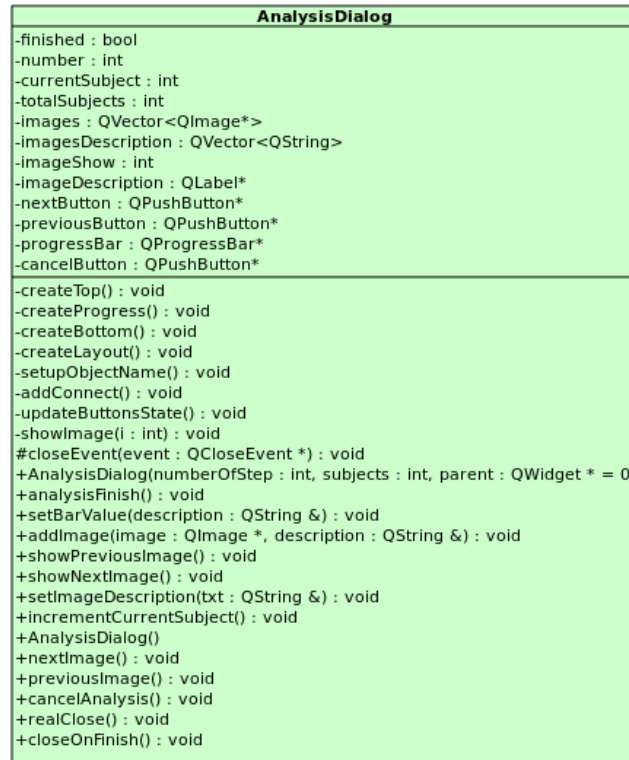 AnalysisDialog
-finished : bool
-number : int
-currentSubject : int
-totalSubjects : int
-images : QVector<QImage*>
-imagesDescription : QVector<QString>
-imageShow : int
-imageDescription : QLabel*
-nextButton : QPushButton*
-previousButton : QPushButton*
-progressBar : QProgressBar*
-cancelButton : QPushButton*
-createTop() : void
-createProgress() : void
-createBottom() : void
-createLayout() : void
-setupObjectName() : void
-addConnect() : void
-updateButtonsState() : void
-showImage(i : int) : void
#closeEvent(event : QCloseEvent *) : void
+AnalysisDialog(numberOfStep : int, subjects : int, parent : QWidget * = 0
+analysisFinish() : void
+setBarValue(description : QString &) : void
+addImage(image : QImage *, description : QString &) : void
+showPreviousImage() : void
+showNextImage() : void
+setImageDescription(txt : QString &) : void
+incrementCurrentSubject() : void
+AnalysisDialog()
+nextImage() : void
+previousImage() : void
+cancelAnalysis() : void
+realClose() : void
+closeOnFinish() : void